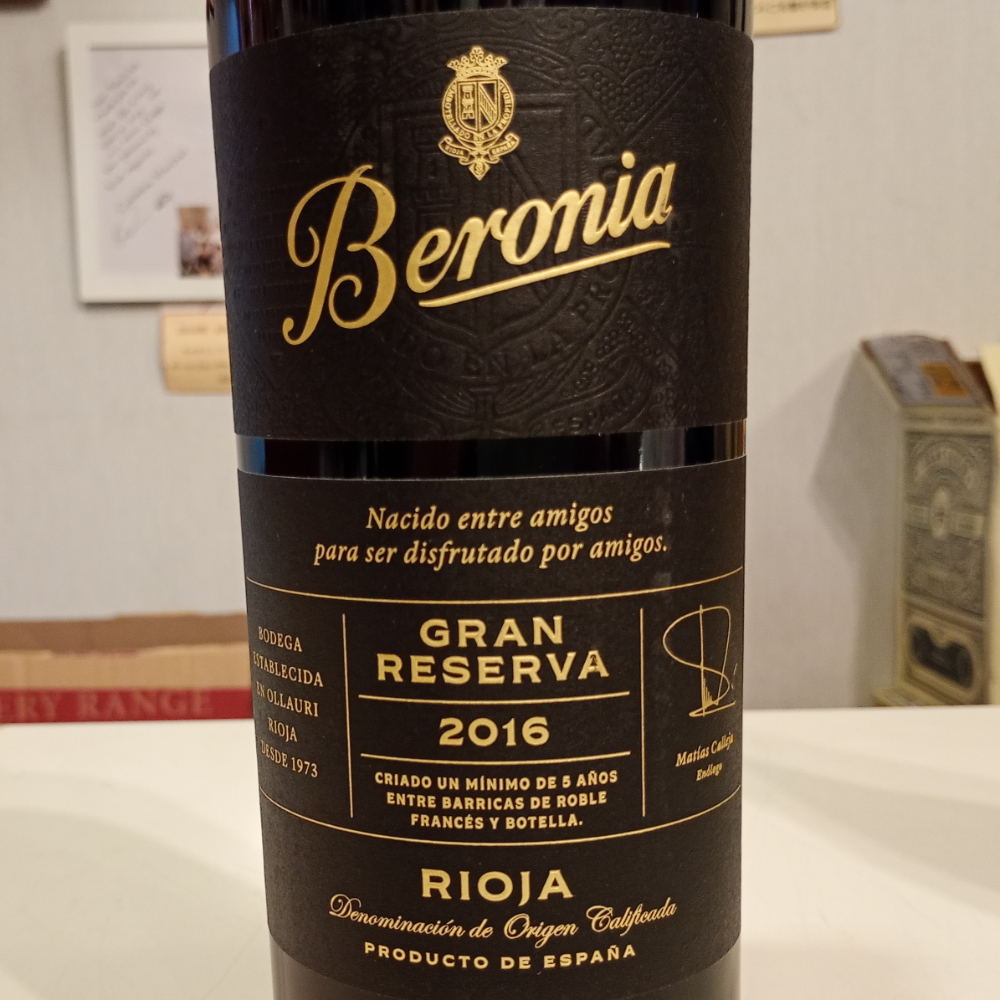 Beronia
Nacido entre amigos
para ser disfrutado por amigos.
BODEGA
ESTABLECIDA
EN OLLAURI
RIOJA
DESDE 1973
GRAN
RESERVA
2016
CRIADO UN MÍNIMO DE 5 AÑOS
ENTRE BARRICAS DE ROBLE
FRANCÉS Y BOTELLA.
Matías Calleja
Enólogo
RIOJA
Denominación de Origen Calificada
PRODUCTO DE ESPAÑA
ERY RANGE